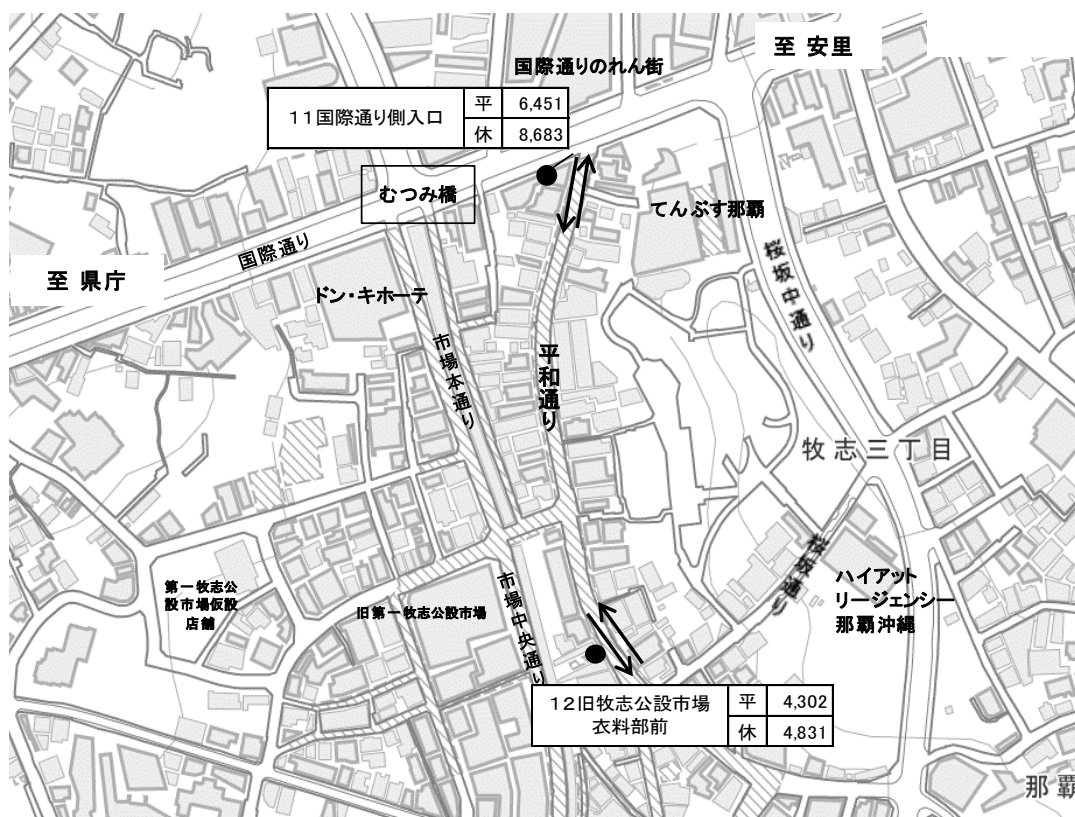 至 安里
国際通りのれん街
11国際通り側入口
平 6,451
休 8,683
むつみ橋
てんぶす那覇
国際通り
至 県庁
ドン・キホーテ
桜坂中通り
市場本通り
平和通り
牧志三丁目
桜坂通り
ハイアット
リージェンシー
那覇沖縄
第一牧志公
設市場仮設
店舗
旧第一牧志公設市場
市場中央通り
12旧牧志公設市場
衣料部前
平 4,302
休 4,831
那覇